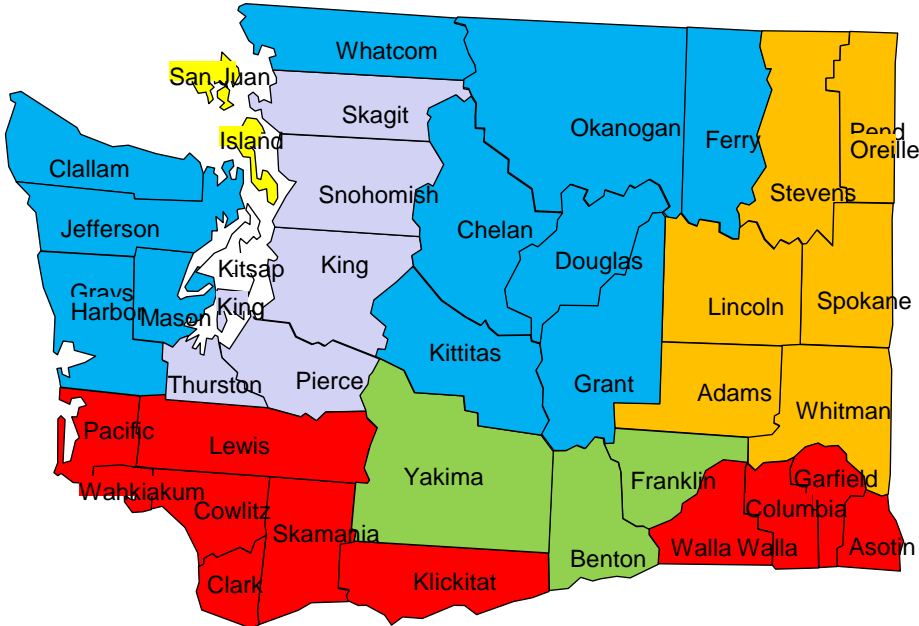 Whatcom
San Juan
Skagit
Okanogan
Ferry
Pend
Oreille
Island
Clallam
Snohomish
Stevens
Jefferson
Chelan
Kitsap
King
Douglas
Grays
Harbor
Mason
King
Lincoln
Spokane
Kittitas
Thurston
Pierce
Grant
Adams
Whitman
Pacific
Lewis
Yakima
Franklin
Garfield
Wahkiakum
Cowlitz
Columbia
Skamania
Walla Walla
Asotin
Benton
Clark
Klickitat